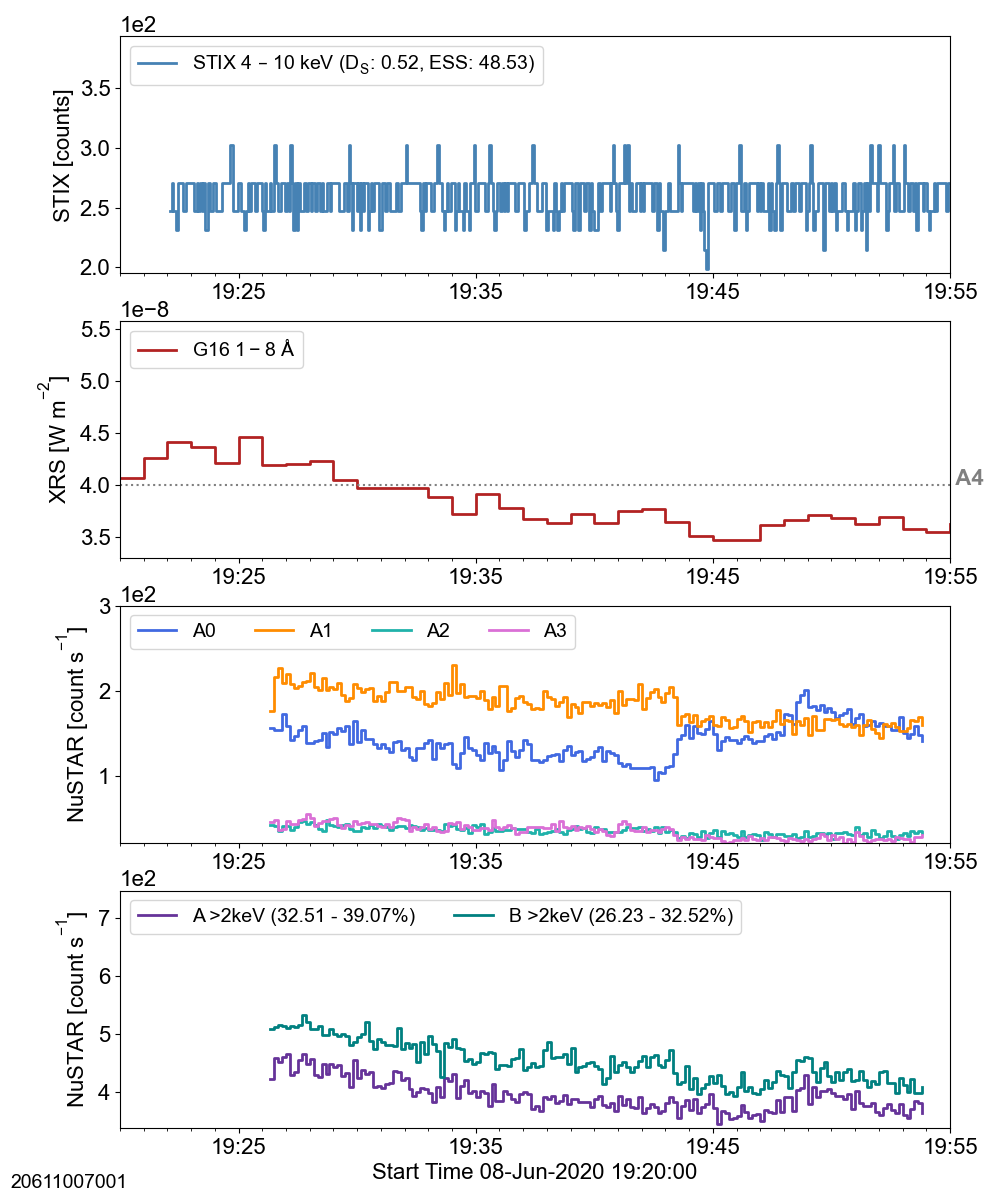 1e2
STIX 4 – 10 keV (DS: 0.52, ESS: 48.53)
STIX [counts]
3.5
3.0
2.5
2.0
19:25 19:35 19:45 19:55
1e−8
G16 1 – 8 Å
XRS [W m−2]
5.5
5.0
4.5
4.0
3.5
A4
19:25 19:35 19:45 19:55
1e2
A0 A1 A2 A3
NuSTAR [count s−1]
3
2
1
19:25 19:35 19:45 19:55
1e2
A >2keV (32.51 - 39.07%) B >2keV (26.23 - 32.52%)
NuSTAR [count s−1]
7
6
5
4
19:25 19:35 19:45 19:55
Start Time 08-Jun-2020 19:20:00
20611007001